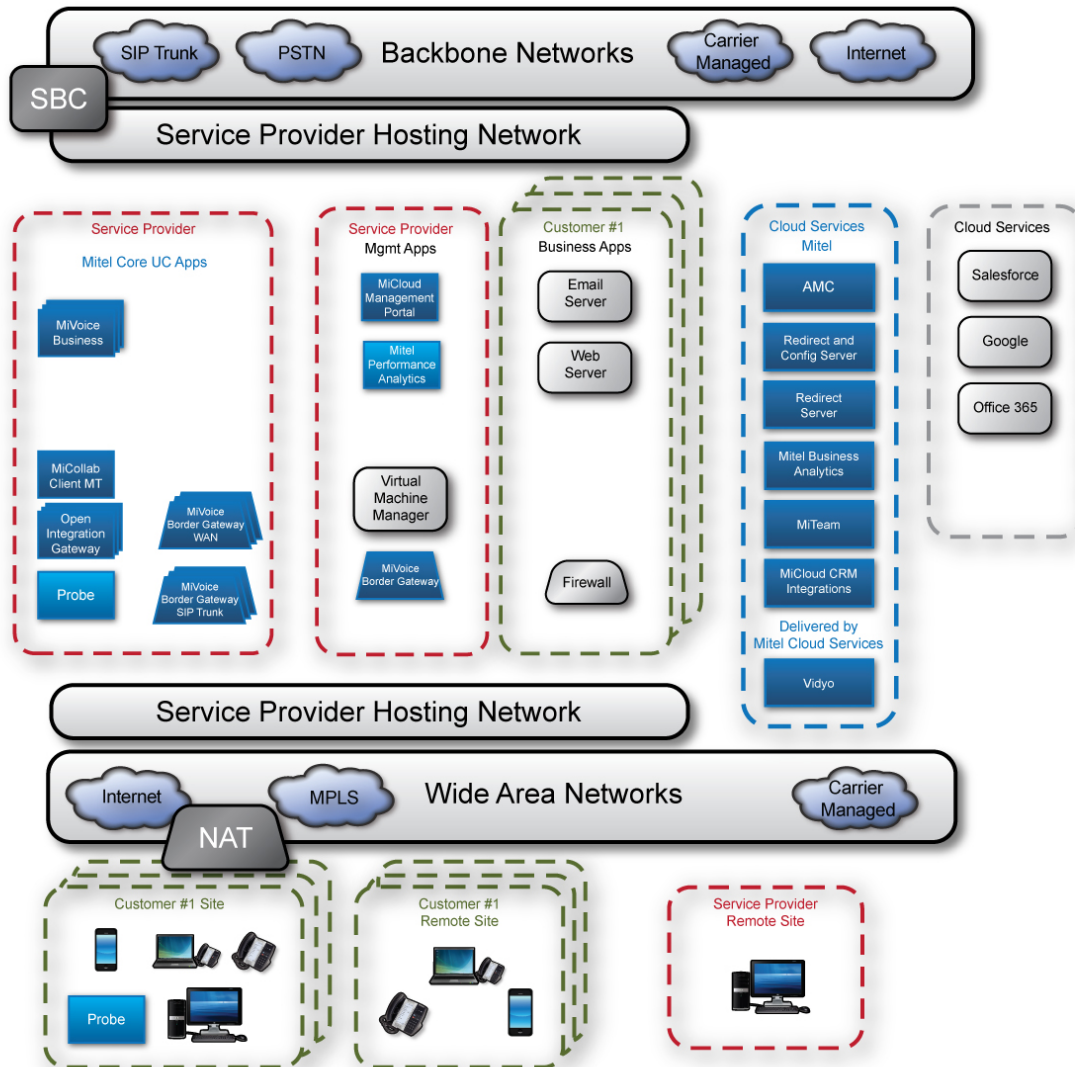 SIP Trunk
PSTN
Backbone Networks
Carrier
Managed
Internet
SBC
Service Provider Hosting Network
Service Provider
Mitel Core UC Apps
MiVoice
Business
MiCollab
Client MT
Open
Integration
Gateway
MiVoice
Border Gateway
WAN
Probe
MiVoice
Border Gateway
SIP Trunk
Service Provider
Mgmt Apps
MiCloud
Management
Portal
Mitel
Performance
Analytics
Virtual
Machine
Manager
MiVoice
Border Gateway
Customer #1
Business Apps
Email
Server
Web
Server
Firewall
Cloud Services
Mitel
AMC
Redirect and
Config Server
Redirect
Server
Mitel Business
Analytics
MiTeam
MiCloud CRM
Integrations
Delivered by
Mitel Cloud Services
Vidyo
Cloud Services
Salesforce
Google
Office 365
Service Provider Hosting Network
Internet
MPLS
Wide Area Networks
Carrier
Managed
NAT
Customer #1 Site
Probe
Customer #1
Remote Site
Service Provider
Remote Site